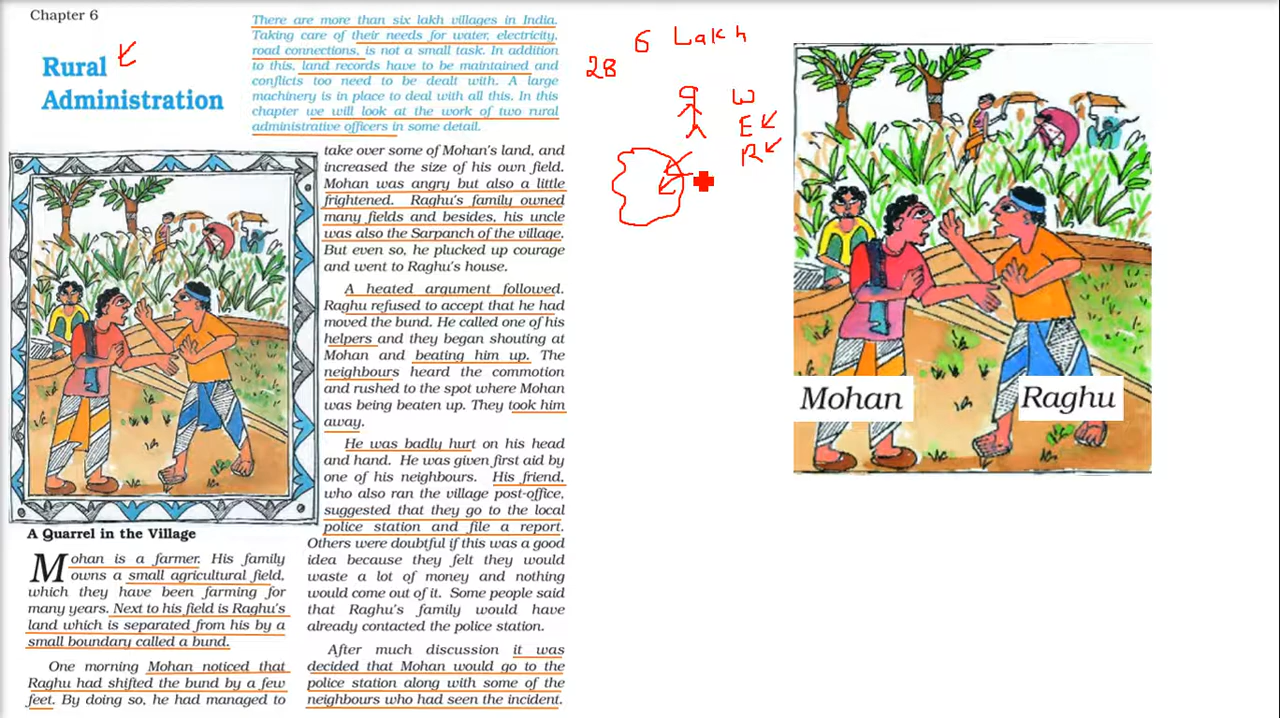 Chapter 6
Rural
Administration
There are more than six lakh villages in India.
Taking care of their needs for water, electricity,
road connections, is not a small task. In addition
to this, land records have to be maintained and
conflicts too need to be dealt with. A large
machinery is in place to deal with all this. In this
chapter we will look at the work of two rural
administrative officers in some detail.
A Quarrel in the Village
Mohan is a farmer. His family
owns a small agricultural field,
which they have been farming for
many years. Next to his field is Raghu's
land which is separated from his by a
small boundary called a bund.
One morning Mohan noticed that
Raghu had shifted the bund by a few
feet. By doing so, he had managed to
take over some of Mohan's land, and
increased the size of his own field.
Mohan was angry but also a little
frightened. Raghu's family owned
many fields and besides, his uncle
was also the Sarpanch of the village.
But even so, he plucked up courage
and went to Raghu's house.
A heated argument followed.
Raghu refused to accept that he had
moved the bund. He called one of his
helpers and they began shouting at
Mohan and beating him up. The
neighbours heard the commotion
and rushed to the spot where Mohan
was being beaten up. They took him
away.
He was badly hurt on his head
and hand. He was given first aid by
one of his neighbours. His friend,
who also ran the village post-office,
suggested that they go to the local
police station and file a report.
Others were doubtful if this was a good
idea because they felt they would
waste a lot of money and nothing
would come out of it. Some people said
that Raghu's family would have
already contacted the police station.
After much discussion it was
decided that Mohan would go to the
police station along with some of the
neighbours who had seen the incident.
6 Lakh
28
W
E
R
Mohan
Raghu